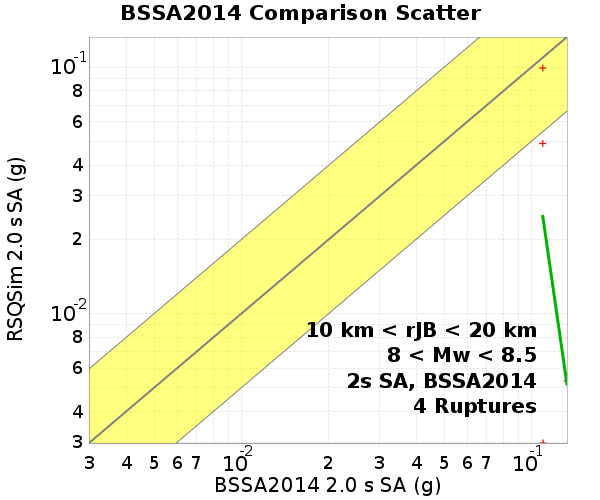 BSSA2014 Comparison Scatter
RSQSim 2.0 s SA (g)
10-1
8
6
4
3
2
10-2
8
6
4
3
10 km < rJB < 20 km
8 < Mw < 8.5
2s SA, BSSA2014
4 Ruptures
3 4 5 6 7 10-2 2 3 4 5 6 7 10-1
BSSA2014 2.0 s SA (g)